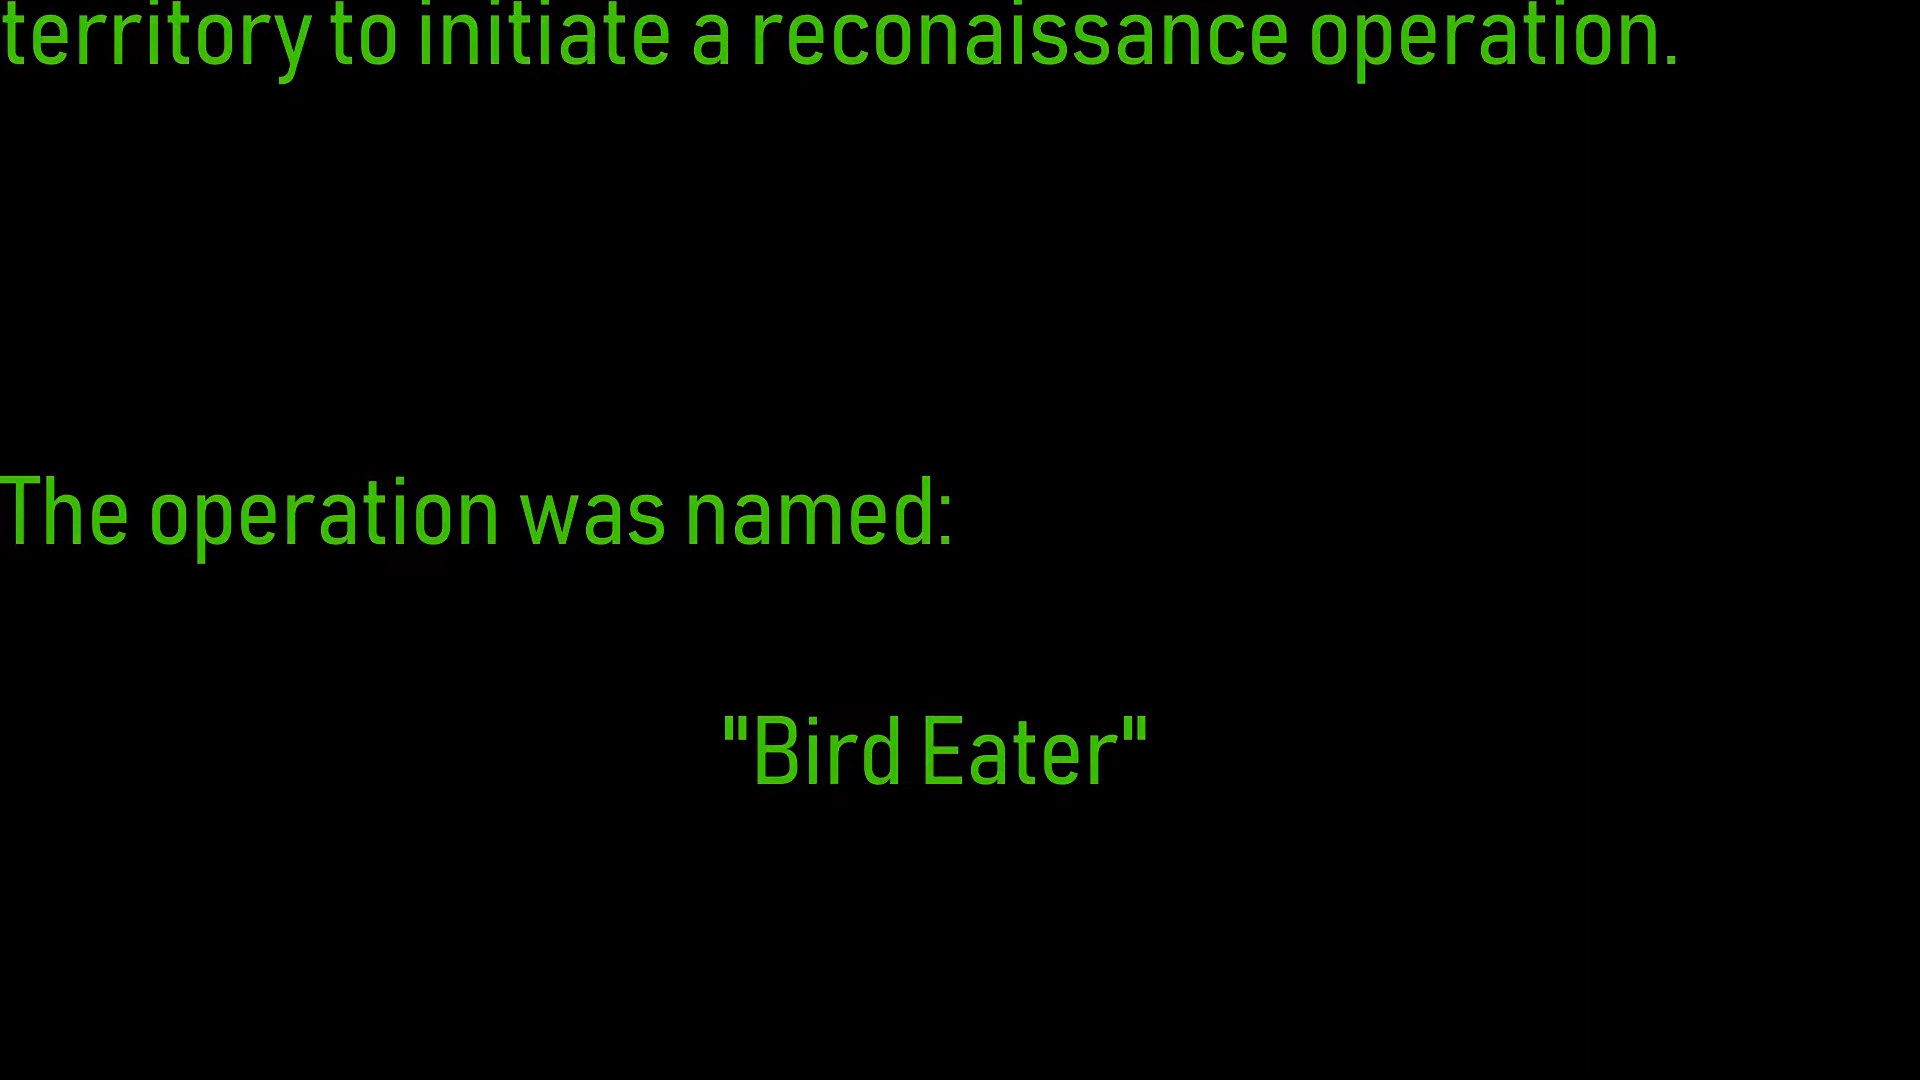 territory to initiate a reconaissance operation.
The operation was named:
"Bird Eater"